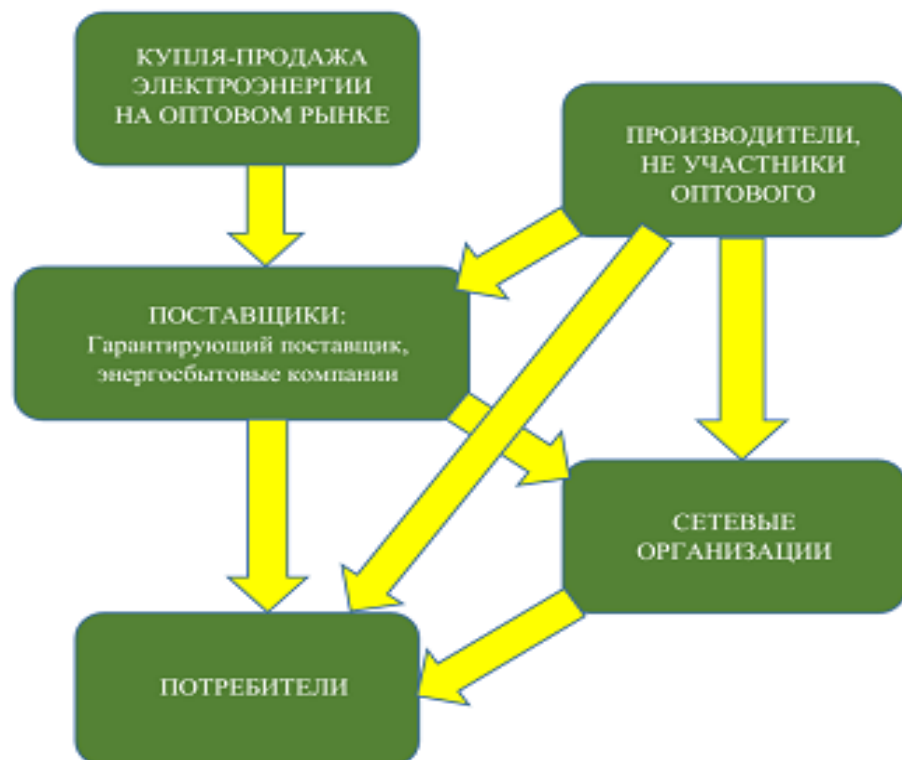 КУПЛЯ-ПРОДАЖА
ЭЛЕКТРОЭНЕРГИИ
НА ОПТОВОМ РЫНКЕ
ПРОИЗВОДИТЕЛИ,
НЕ УЧАСТНИКИ
ОПТОВОГО
ПОСТАВЩИКИ:
Гарантирующий поставщик,
энергосбытовые компании
СЕТЕВЫЕ
ОРГАНИЗАЦИИ
ПОТРЕБИТЕЛИ